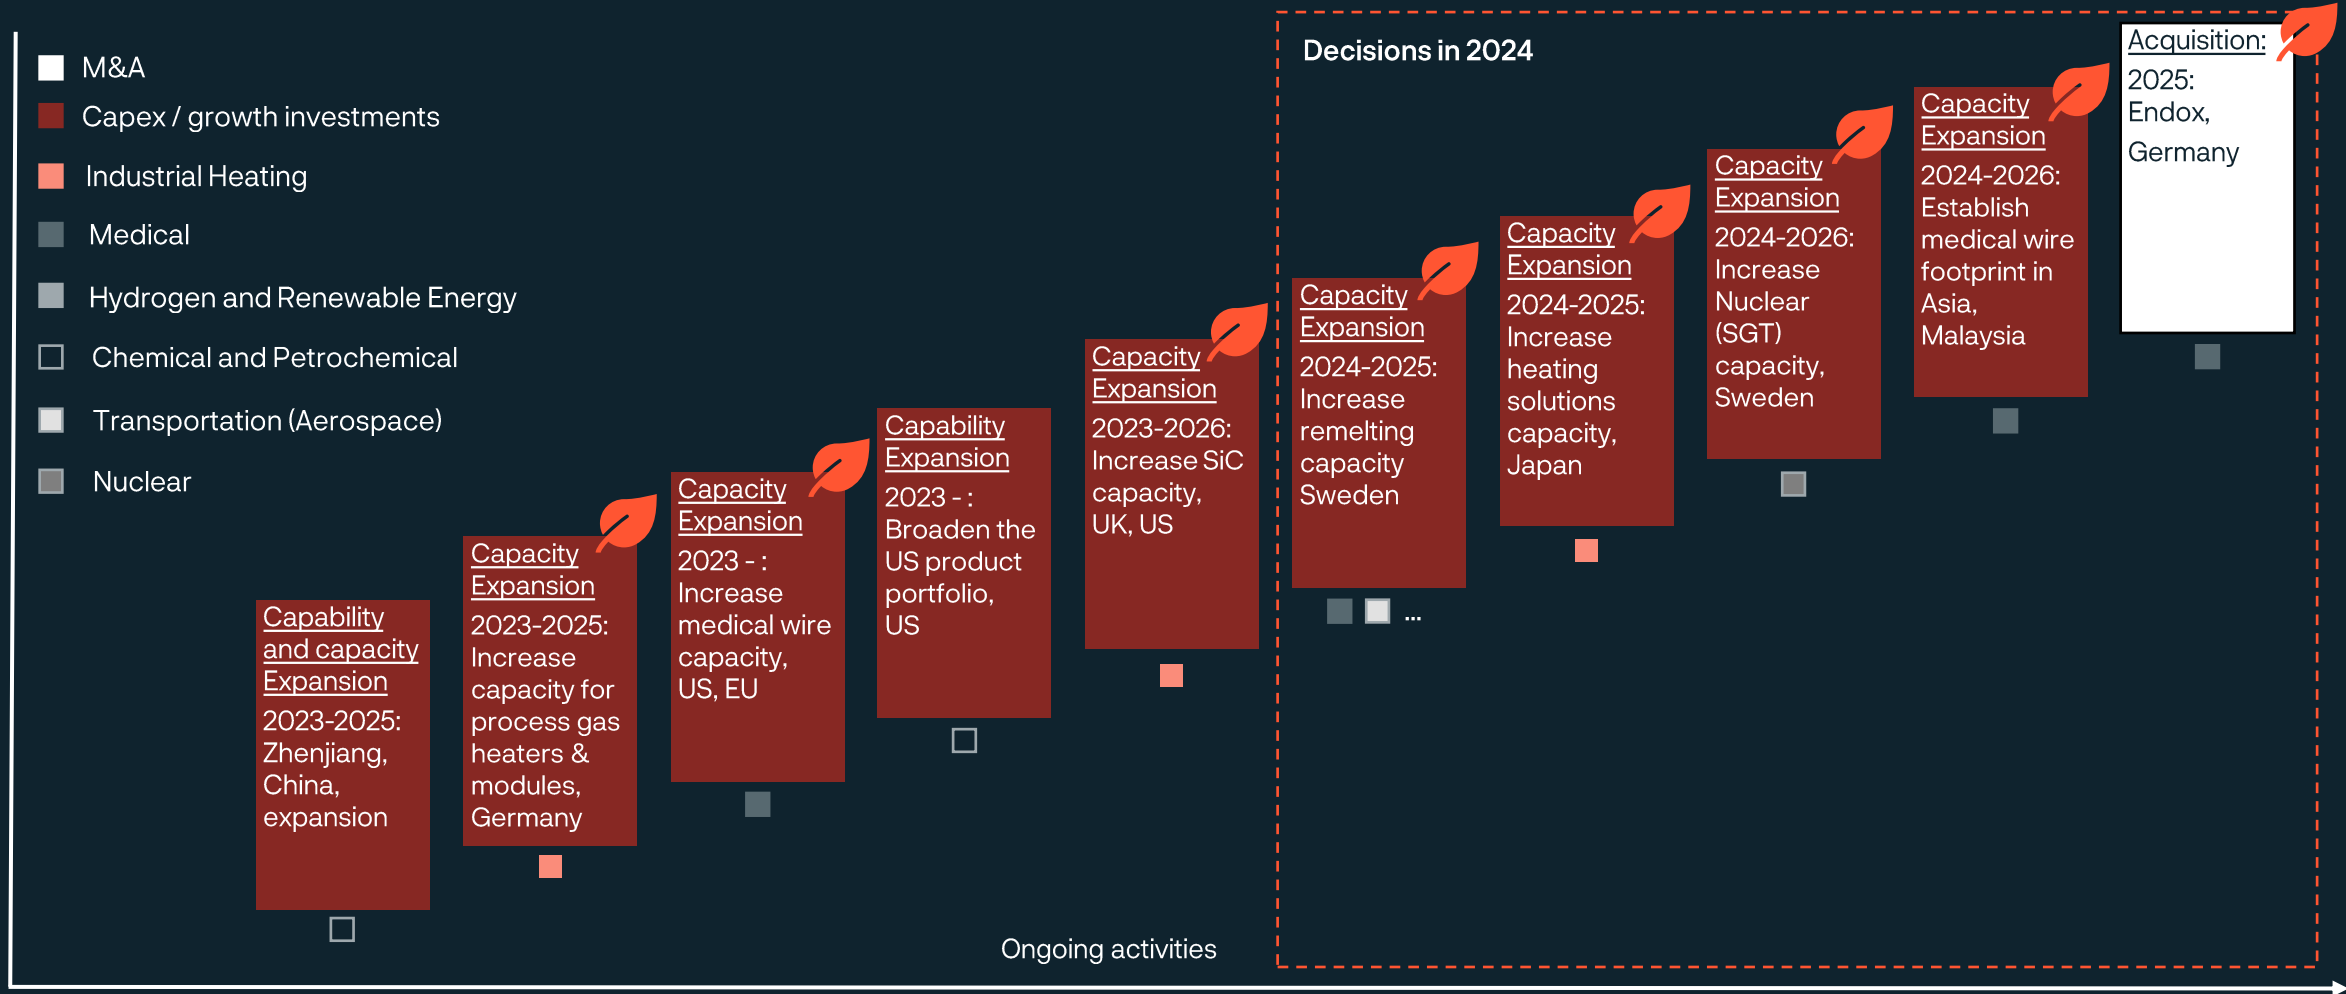 M&A
Capex / growth investments
Industrial Heating
Medical
Hydrogen and Renewable Energy
Chemical and Petrochemical
Transportation (Aerospace)
Nuclear
Capability
and capacity
Expansion
2023-2025:
Zhenjiang,
China,
expansion
Capacity
Expansion
2023-2025:
Increase
capacity for
process gas
heaters &
modules,
Germany
Capacity
Expansion
2023 - :
Increase
medical wire
capacity,
US, EU
Capability
Expansion
2023 - :
Broaden the
US product
portfolio,
US
Capacity
Expansion
2023-2026:
Increase SiC
capacity,
UK, US
Ongoing activities
Decisions in 2024
Capacity
Expansion
2024-2025:
Increase
remelting
capacity
Sweden
...
Capacity
Expansion
2024-2025:
Increase
heating
solutions
capacity,
Japan
Capacity
Expansion
2024-2026:
Increase
Nuclear
(SGT)
capacity,
Sweden
Capacity
Expansion
2024-2026:
Establish
medical wire
footprint in
Asia,
Malaysia
Acquisition:
2025:
Endox,
Germany